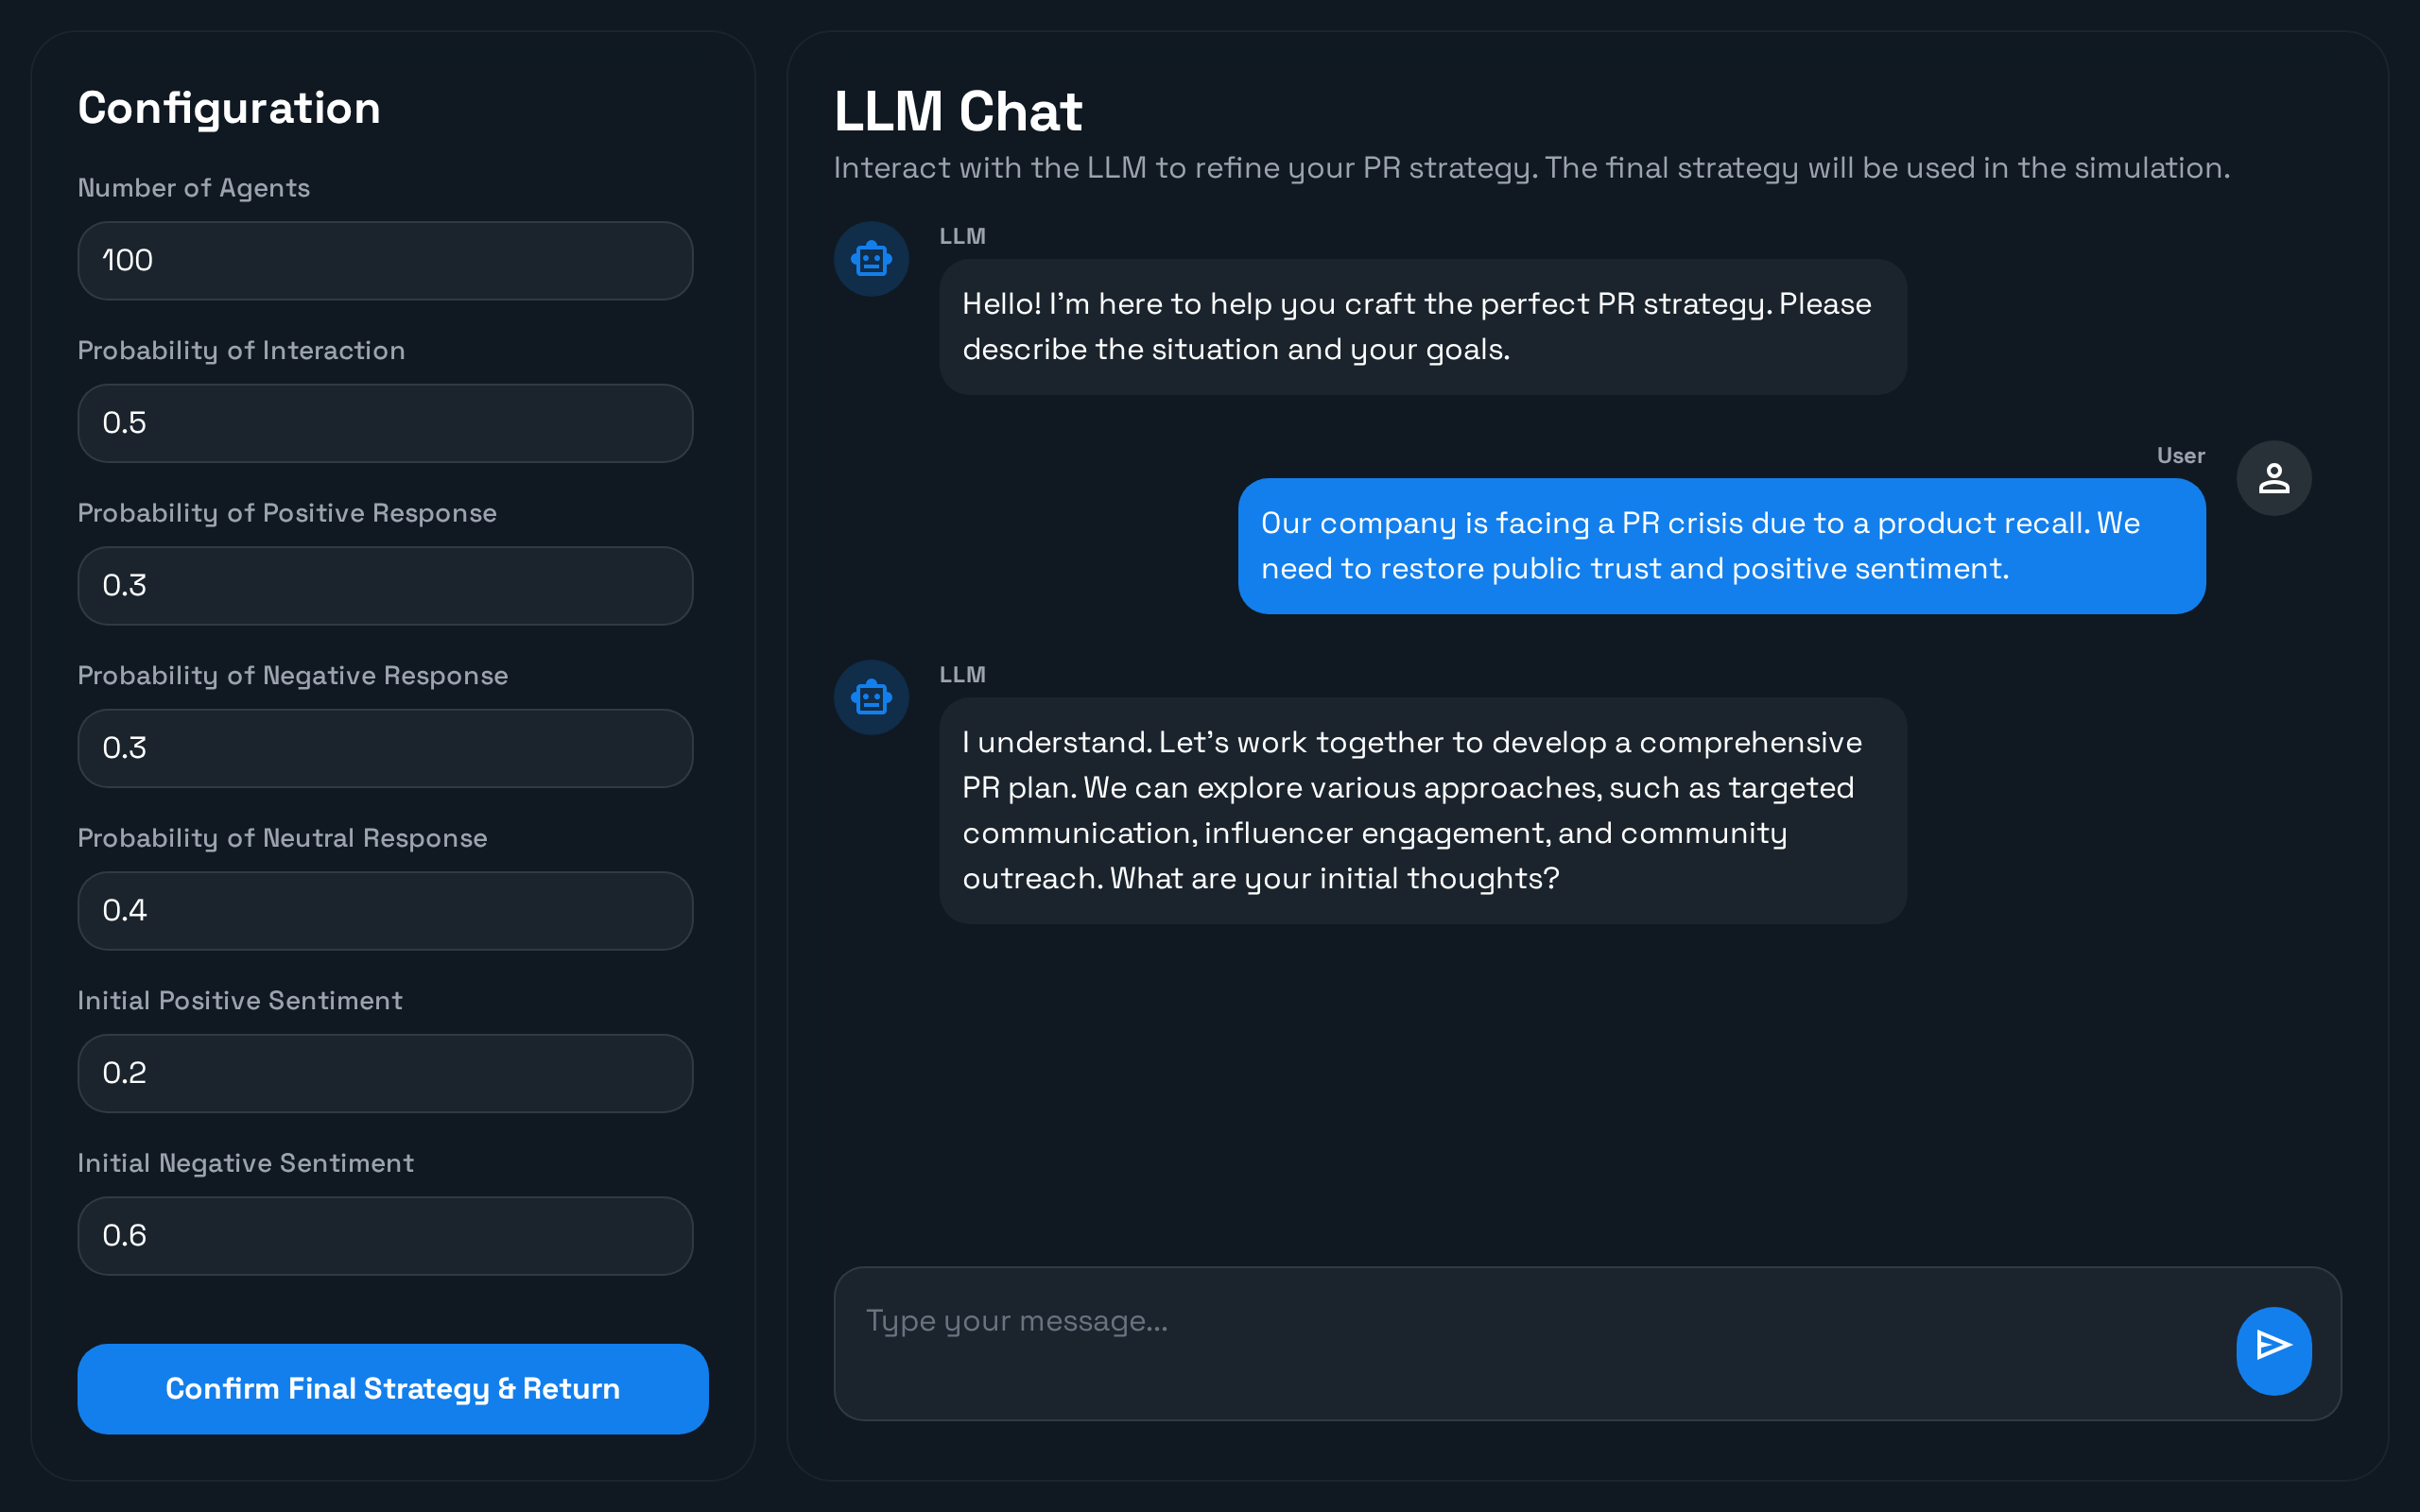 Configuration
Number of Agents
100
Probability of Interaction
0.5
Probability of Positive Response
0.3
Probability of Negative Response
0.3
Probability of Neutral Response
0.4
Initial Positive Sentiment
0.2
Initial Negative Sentiment
0.6
Confirm Final Strategy & Return
LLM Chat
Interact with the LLM to refine your PR strategy. The final strategy will be used in the simulation.
LLM
Hello! I'm here to help you craft the perfect PR strategy. Please
describe the situation and your goals.
User
Our company is facing a PR crisis due to a product recall. We
need to restore public trust and positive sentiment.
LLM
I understand. Let's work together to develop a comprehensive
PR plan. We can explore various approaches, such as targeted
communication, influencer engagement, and community
outreach. What are your initial thoughts?
Type your message...